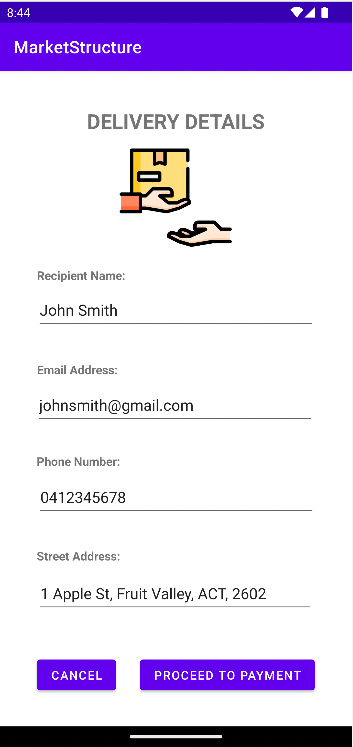 8:44
MarketStructure
DELIVERY DETAILS
Recipient Name:
John Smith
Email Address:
johnsmith@gmail.com
Phone Number:
0412345678
Street Address:
1 Apple St, Fruit Valley, ACT, 2602
CANCEL PROCEED TO PAYMENT